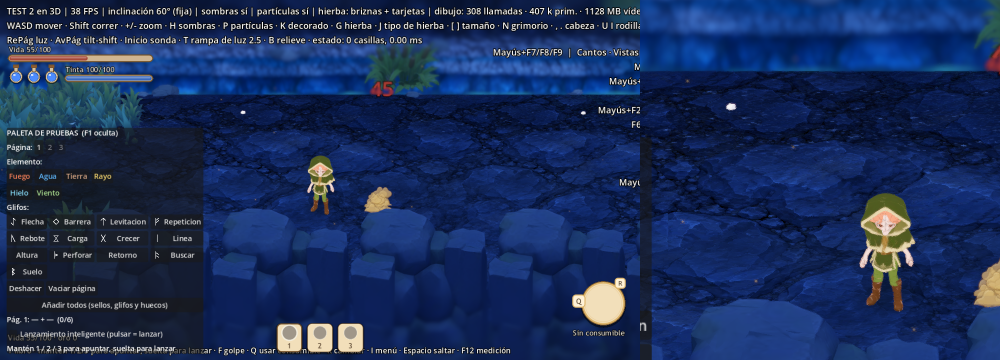 TEST 2 en 3D | 38 FPS | inclinación 60° (fija) | sombras sí | partículas sí | hierba: briznas + tarjetas | dibujo: 308 llamadas · 407 k prim. · 1128 MB víde
WASD mover · Shift correr · +/- zoom · H sombras · P partículas · K decorado · G hierba · J tipo de hierba · [ ] tamaño · N grimorio · , . cabeza · U I rodill
RePág luz · AvPág tilt-shift · Inicio sonda · T rampa de luz 2.5 · B relieve · estado: 0 casillas, 0.00 ms
Vida 55/100
Mayús+F7/F8/F9 | Cantos · Vistas
Tinta 100/100
M
Mayús+
45
Mayús+F2
F6
PALETA DE PRUEBAS (F1 oculta)
Página: 1 2 3
Elemento:
Fuego Agua Tierra Rayo
Mayú
Hielo Viento
Glifos:
Flecha Barrera Levitacion Repeticion
Rebote Carga Crecer Linea
Altura Perforar Retorno Buscar
Suelo
R
Deshacer Vaciar página
Q
Añadir todos (sellos, glifos y huecos)
Pág. 1: — + — (0/6)
n
Sin consumible
Lanzamiento inteligente (pulsar = lanzar)
1 2 3
Mantén 1 / 2 / 3 para apuntar, suelta para lanzar
· F golpe · Q usar
· I menú · Espacio saltar · F12 medición